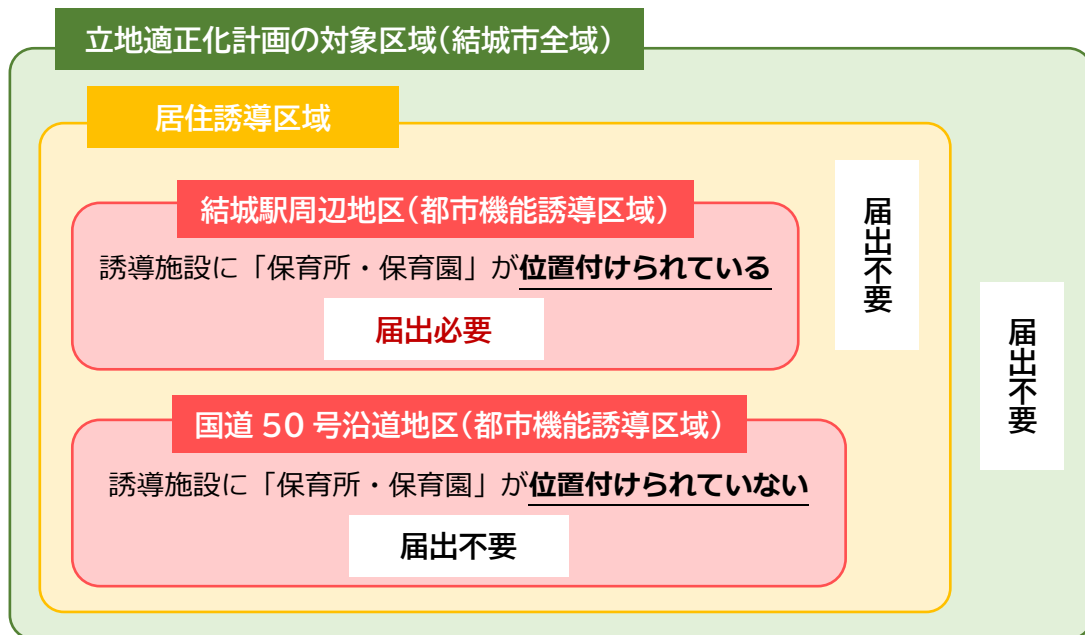 立地適正化計画の対象区域(結城市全域)
居住誘導区域
結城駅周辺地区(都市機能誘導区域)
誘導施設に「保育所・保育園」が位置付けられている
届出必要
国道 50 号沿道地区(都市機能誘導区域)
誘導施設に「保育所・保育園」が位置付けられていない
届出不要
届出不要
届出不要